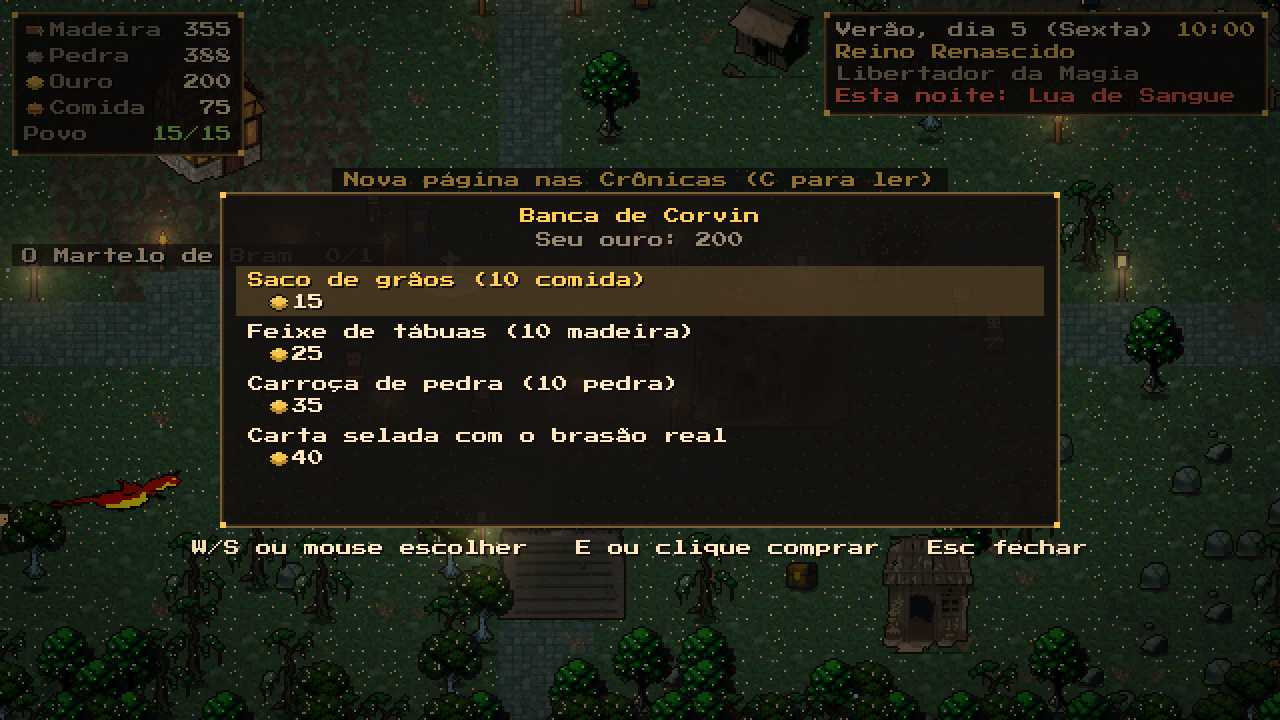 Madeira 355
Pedra 388
Ouro 200
Comida 75
Povo 15/15
Verão, dia 5 (Sexta) 10:00
Reino Renascido
Libertador da Magia
Esta noite: Lua de Sangue
Nova página nas Crônicas (C para ler)
Banca de Corvin
Seu ouro: 200
O Martelo de Bram 0/1
Saco de grãos (10 comida)
15
Feixe de tábuas (10 madeira)
25
Carroça de pedra (10 pedra)
35
Carta selada com o brasão real
40
W/S ou mouse escolher E ou clique comprar Esc fechar